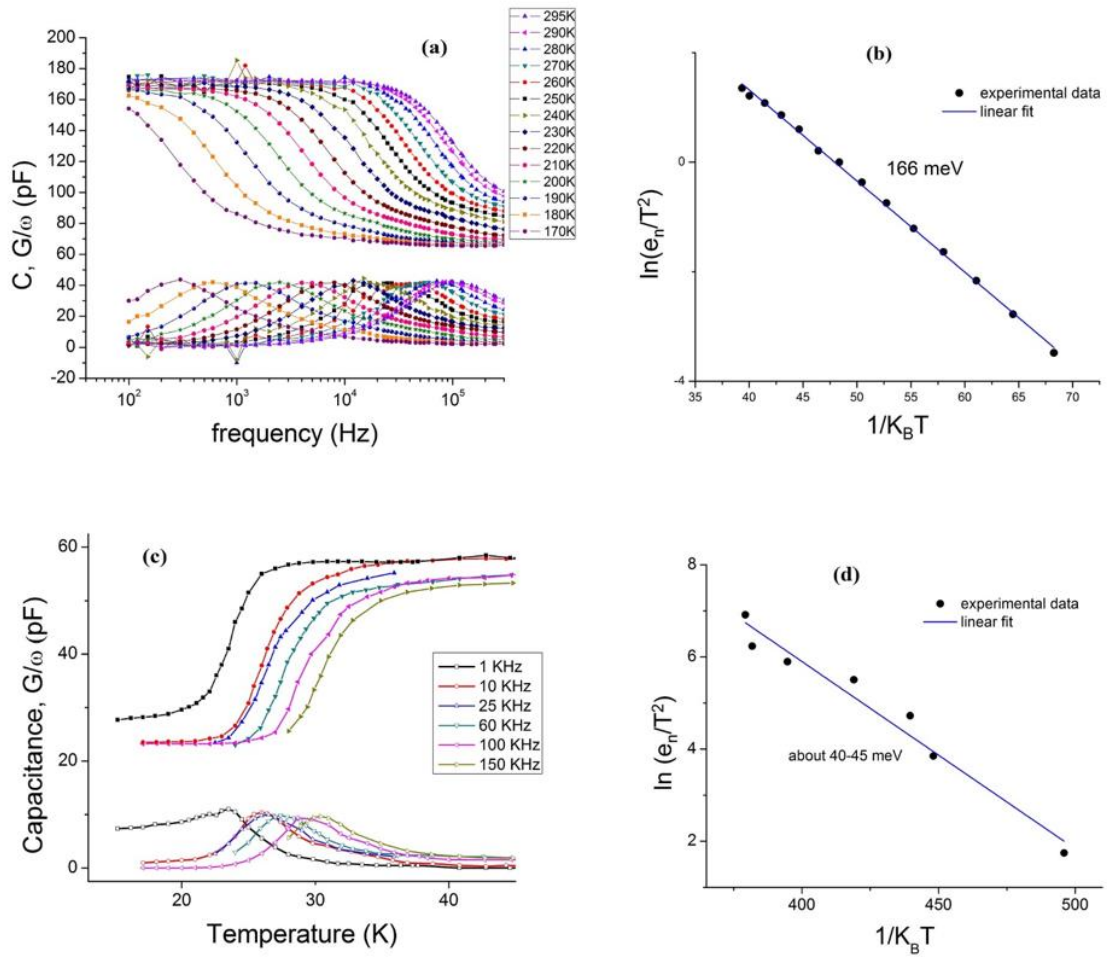 (a)
C, G/ω (pF)
200
180
160
140
120
100
80
60
40
20
0
-20
10² 10³ 10⁴ 10⁵
frequency (Hz)
295K
290K
280K
270K
260K
250K
240K
230K
220K
210K
200K
190K
180K
170K
(b)
ln(eₙ/T²)
0
-4
experimental data
linear fit
166 meV
35 40 45 50 55 60 65 70
1/K_BT
(c)
Capacitance, G/ω (pF)
60
40
20
0
20 30 40
Temperature (K)
1 KHz
10 KHz
25 KHz
60 KHz
100 KHz
150 KHz
(d)
ln (eₙ/T²)
8
6
4
2
experimental data
linear fit
about 40-45 meV
400 450 500
1/K_BT